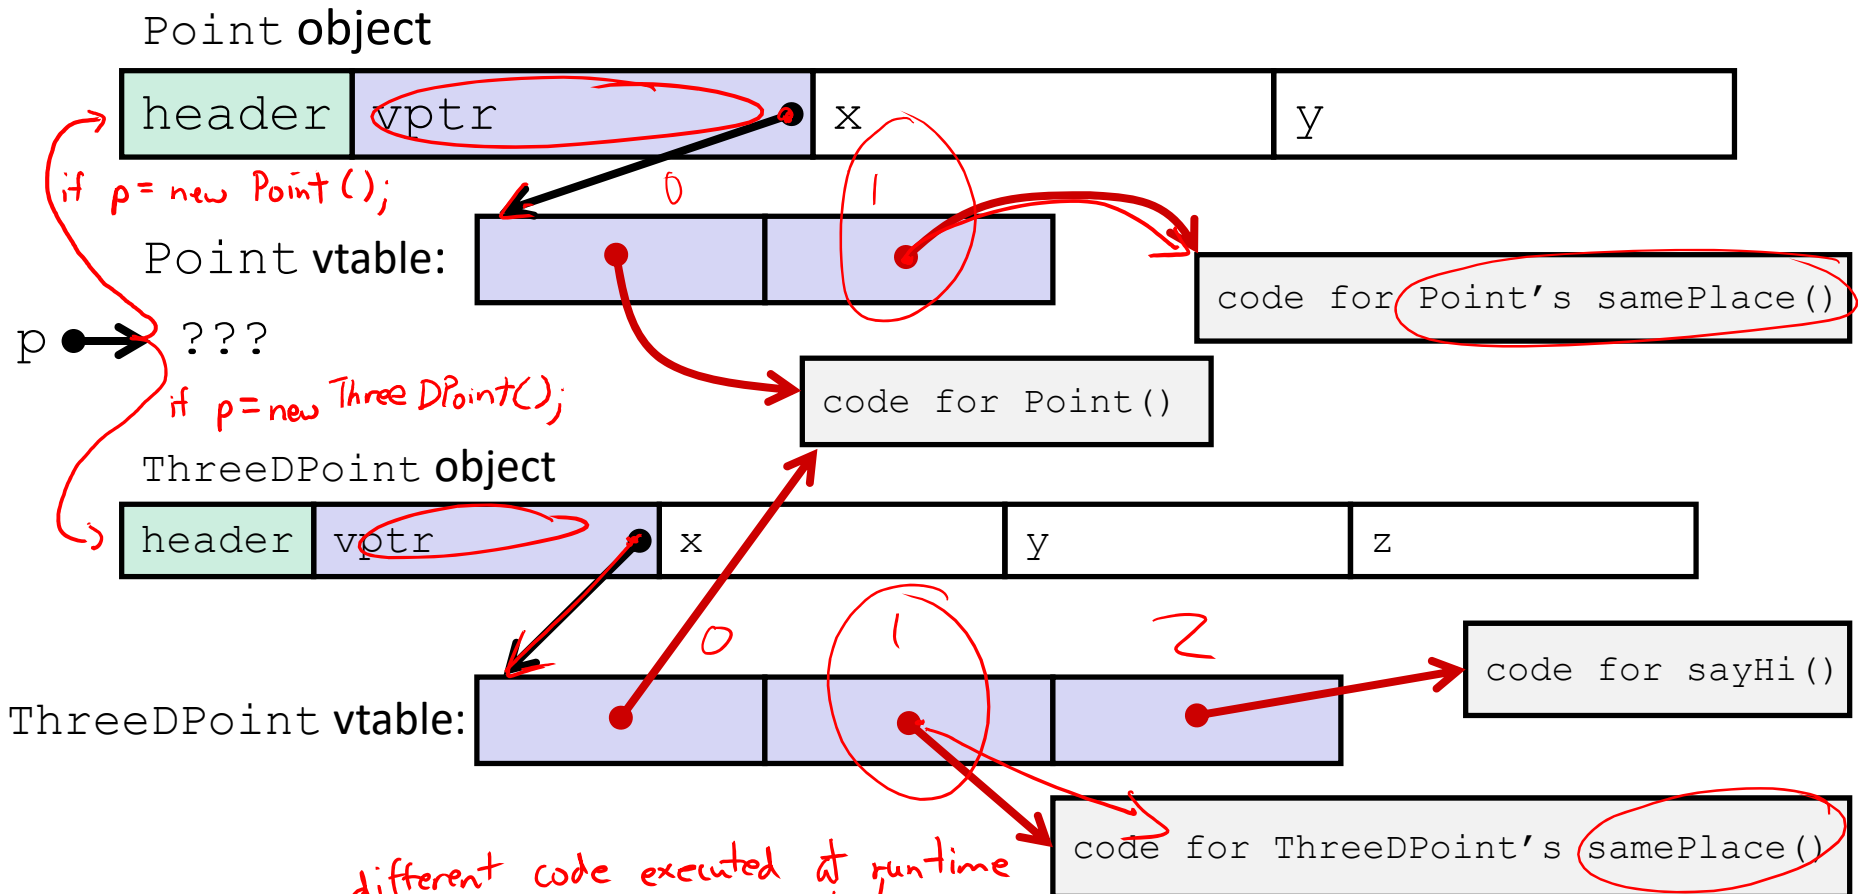 Point object
header vptr x y
if p = new Point();
0 1
Point vtable:
code for Point's samePlace()
p ???
code for Point()
if p = new ThreeDPoint();
ThreeDPoint object
header vptr x y z
0 1 2
code for sayHi()
ThreeDPoint vtable:
code for ThreeDPoint's samePlace()
different code executed at runtime